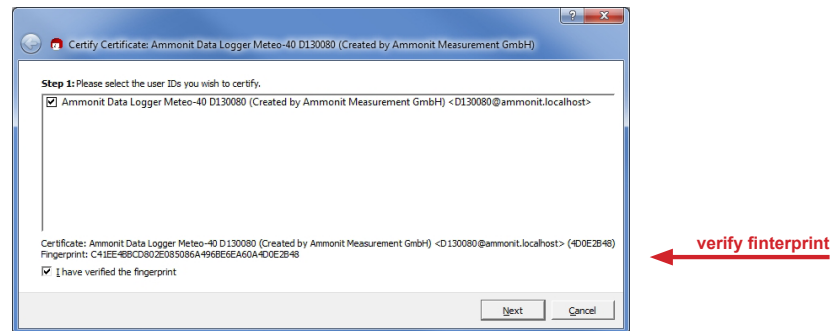 Certify Certificate: Ammonit Data Logger Meteo-40 D130080 (Created by Ammonit Measurement GmbH)
Step 1: Please select the user IDs you wish to certify.
Ammonit Data Logger Meteo-40 D130080 (Created by Ammonit Measurement GmbH) <D130080@ammonit.localhost>
Certificate: Ammonit Data Logger Meteo-40 D130080 (Created by Ammonit Measurement GmbH) <D130080@ammonit.localhost> (4D0E2B48)
Fingerprint: C41EE4BBCD802E085086A496BE6EA60A4D0E2B48
verify finterprint
I have verified the fingerprint
Next Cancel